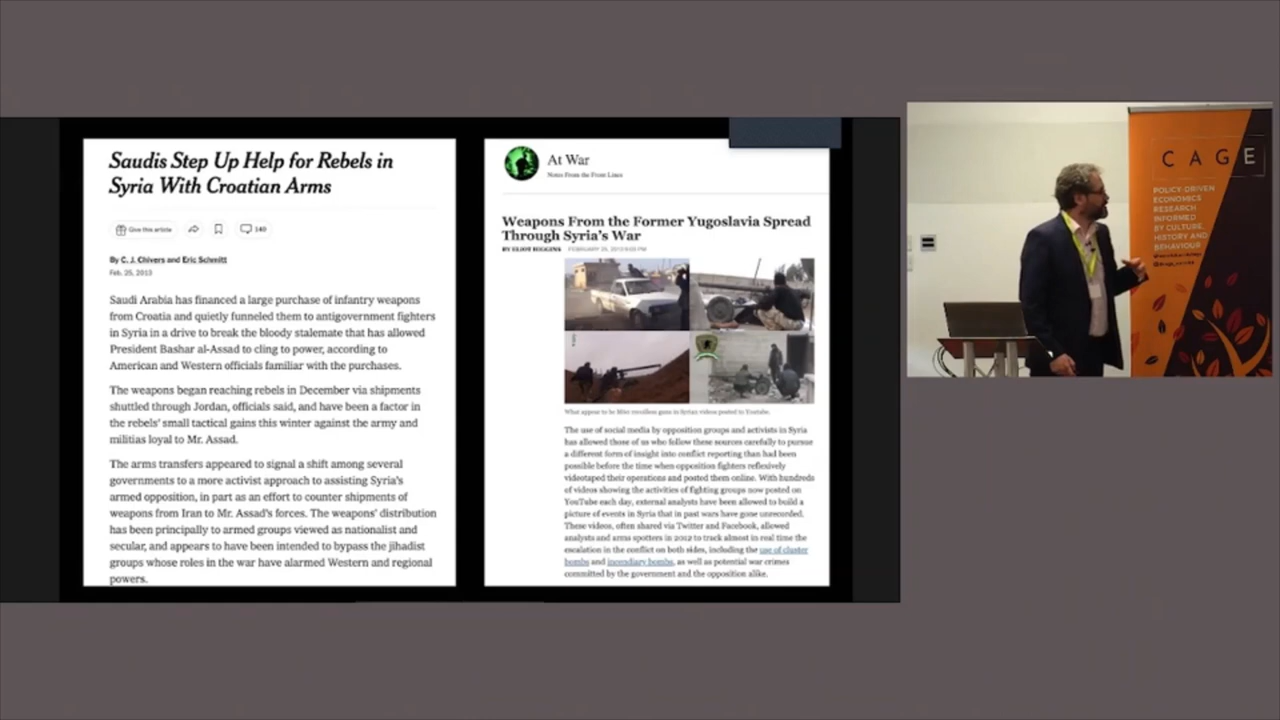 Saudis Step Up Help for Rebels in
Syria With Croatian Arms
Give this article
140
By C. J. Chivers and Eric Schmitt
Feb. 25, 2013
Saudi Arabia has financed a large purchase of infantry weapons
from Croatia and quietly funneled them to antigovernment fighters
in Syria in a drive to break the bloody stalemate that has allowed
President Bashar al-Assad to cling to power, according to
American and Western officials familiar with the purchases.
The weapons began reaching rebels in December via shipments
shuttled through Jordan, officials said, and have been a factor in
the rebels' small tactical gains this winter against the army and
militias loyal to Mr. Assad.
The arms transfers appeared to signal a shift among several
governments to a more activist approach to assisting Syria's
armed opposition, in part as an effort to counter shipments of
weapons from Iran to Mr. Assad's forces. The weapons' distribution
has been principally to armed groups viewed as nationalist and
secular, and appears to have been intended to bypass the jihadist
groups whose roles in the war have alarmed Western and regional
powers.
At War
Notes From the Front Lines
Weapons From the Former Yugoslavia Spread
Through Syria's War
BY ELIOT HIGGINS FEBRUARY 25, 2013
What appear to be M60 recoilless guns in Syrian videos posted to Youtube.
The use of social media by opposition groups and activists in Syria
has allowed those of us who follow these sources carefully to pursue
a different form of insight into conflict reporting than had been
possible before the time when opposition fighters reflexively
videotaped their operations and posted them online. With hundreds
of videos showing the activities of fighting groups now posted on
YouTube each day, external analysts have been allowed to build a
picture of events in Syria that in past wars have gone unrecorded.
These videos, often shared via Twitter and Facebook, allowed
analysts and arms spotters in 2012 to track almost in real time the
escalation in the conflict on both sides, including the use of cluster
bombs and incendiary bombs, as well as potential war crimes
committed by the government and the opposition alike.
CAGE
POLICY-DRIVEN
ECONOMICS
RESEARCH
INFORMED
BY CULTURE,
HISTORY AND
BEHAVIOUR